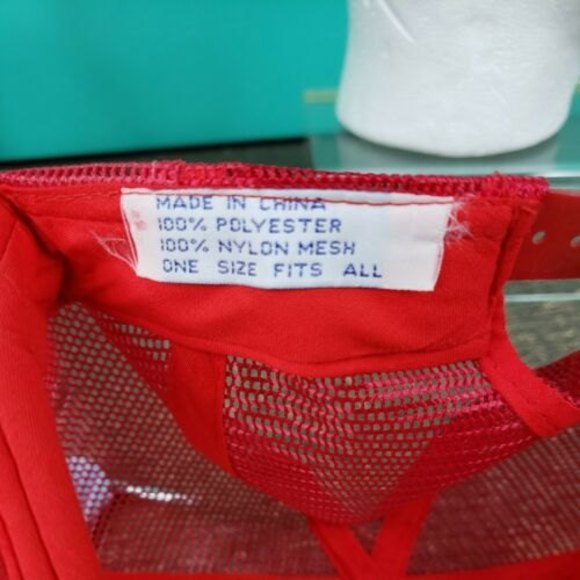 MADE IN CHINA
100% POLYESTER
100% NYLON MESH
ONE SIZE FITS ALL